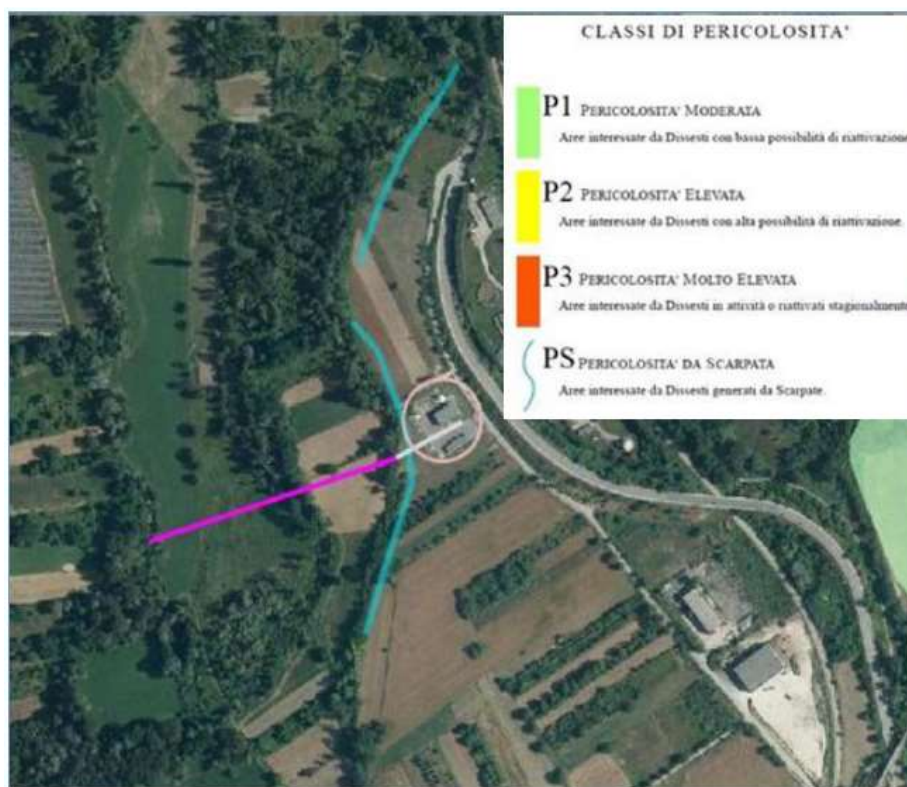 CLASSI DI PERICOLOSITA'
P1 PERICOLOSITA' MODERATA
Aree interessate da Dissesti con bassa possibilità di riattivazione
P2 PERICOLOSITA' ELEVATA
Aree interessate da Dissesti con alta possibilità di riattivazione.
P3 PERICOLOSITA' MOLTO ELEVATA
Aree interessate da Dissesti in attività o riattivati stagionalmente
PS PERICOLOSITA' DA SCARPATA
Aree interessate da Dissesti generati da Scarpate.